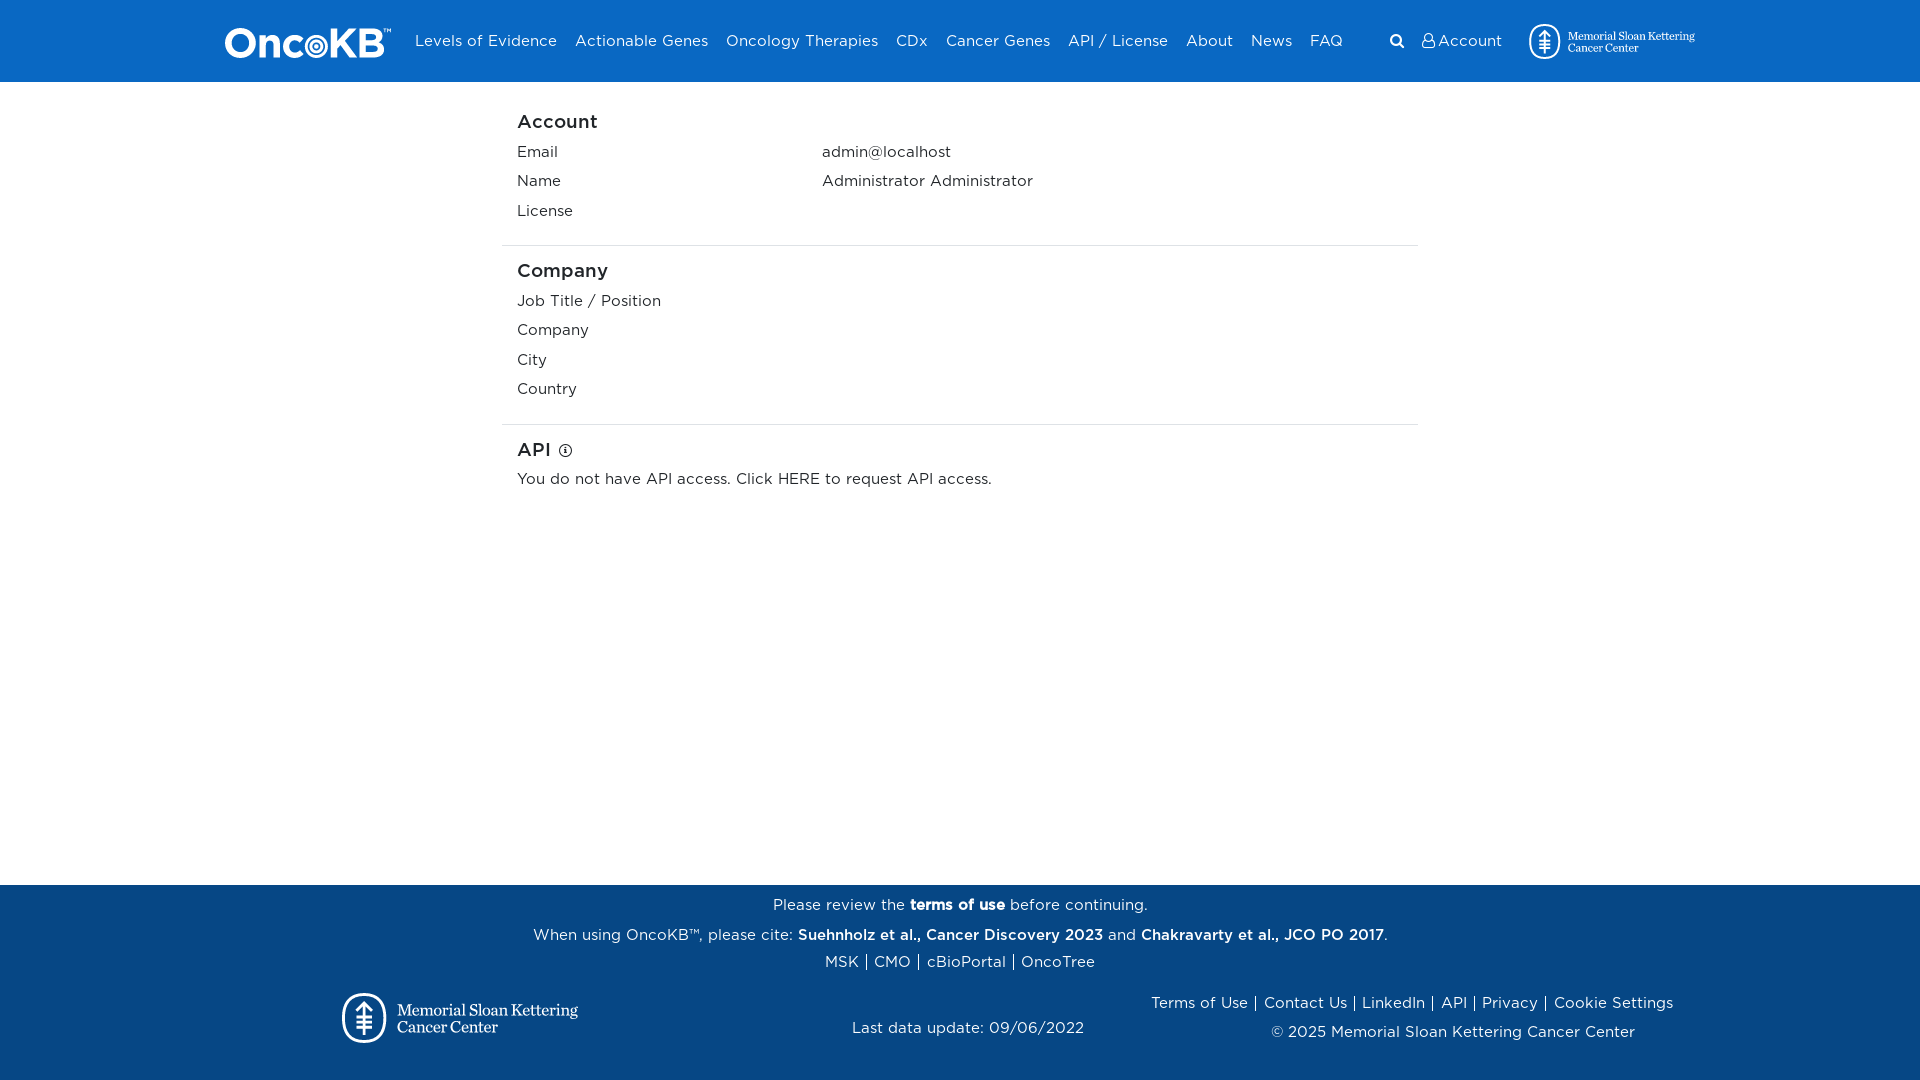 OncoKB™ Levels of Evidence Actionable Genes Oncology Therapies CDx Cancer Genes API / License About News FAQ Account Memorial Sloan Kettering Cancer Center
Account
Email admin@localhost
Name Administrator Administrator
License
Company
Job Title / Position
Company
City
Country
API
You do not have API access. Click HERE to request API access.
Please review the terms of use before continuing.
When using OncoKB™, please cite: Suehnholz et al., Cancer Discovery 2023 and Chakravarty et al., JCO PO 2017.
MSK | CMO | cBioPortal | OncoTree
Memorial Sloan Kettering
Cancer Center
Last data update: 09/06/2022
Terms of Use | Contact Us | LinkedIn | API | Privacy | Cookie Settings
© 2025 Memorial Sloan Kettering Cancer Center